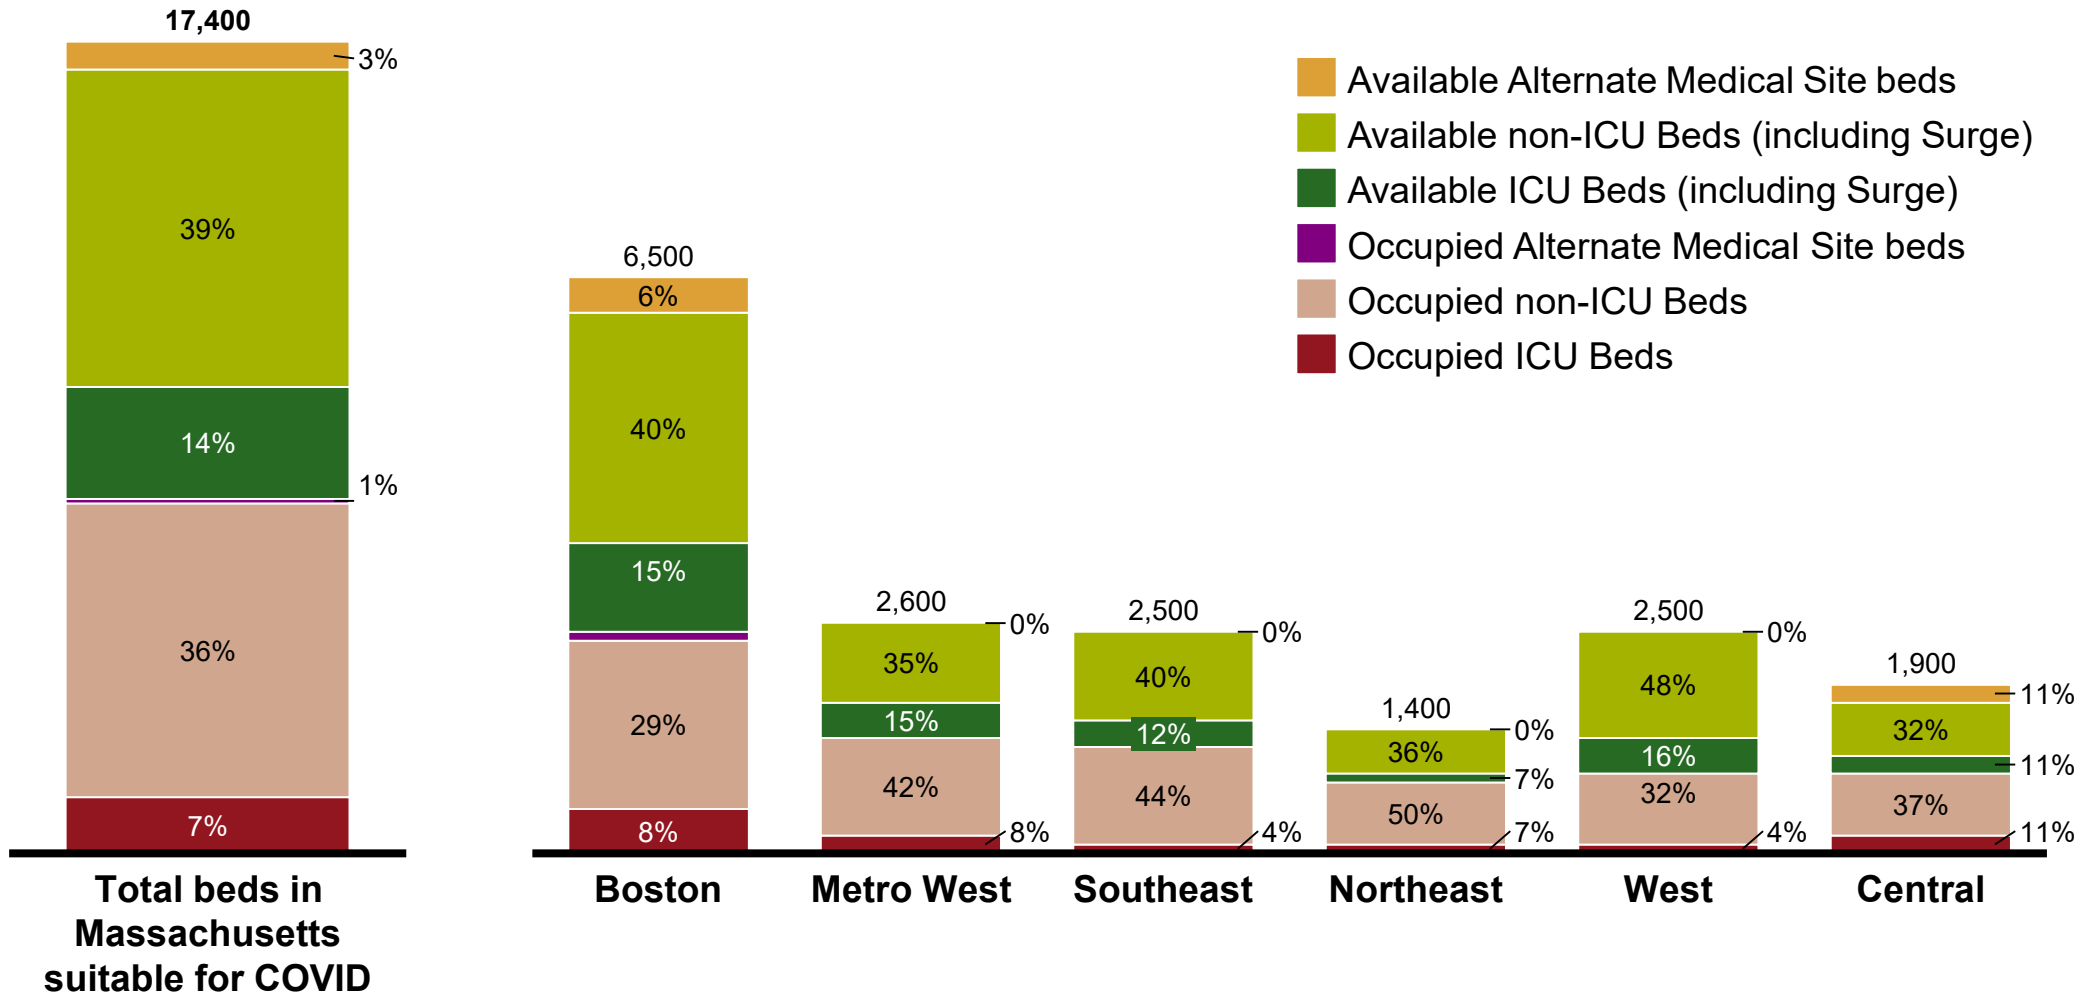 17,400
3%
39%
14%
1%
36%
7%
Total beds in
Massachusetts
suitable for COVID
Available Alternate Medical Site beds
Available non-ICU Beds (including Surge)
Available ICU Beds (including Surge)
Occupied Alternate Medical Site beds
Occupied non-ICU Beds
Occupied ICU Beds
6,500
6%
40%
15%
29%
8%
Boston
2,600
0%
35%
15%
42%
8%
Metro West
2,500
0%
40%
12%
44%
4%
Southeast
1,400
0%
36%
7%
50%
7%
Northeast
2,500
0%
48%
16%
32%
4%
West
1,900
11%
32%
11%
37%
11%
Central